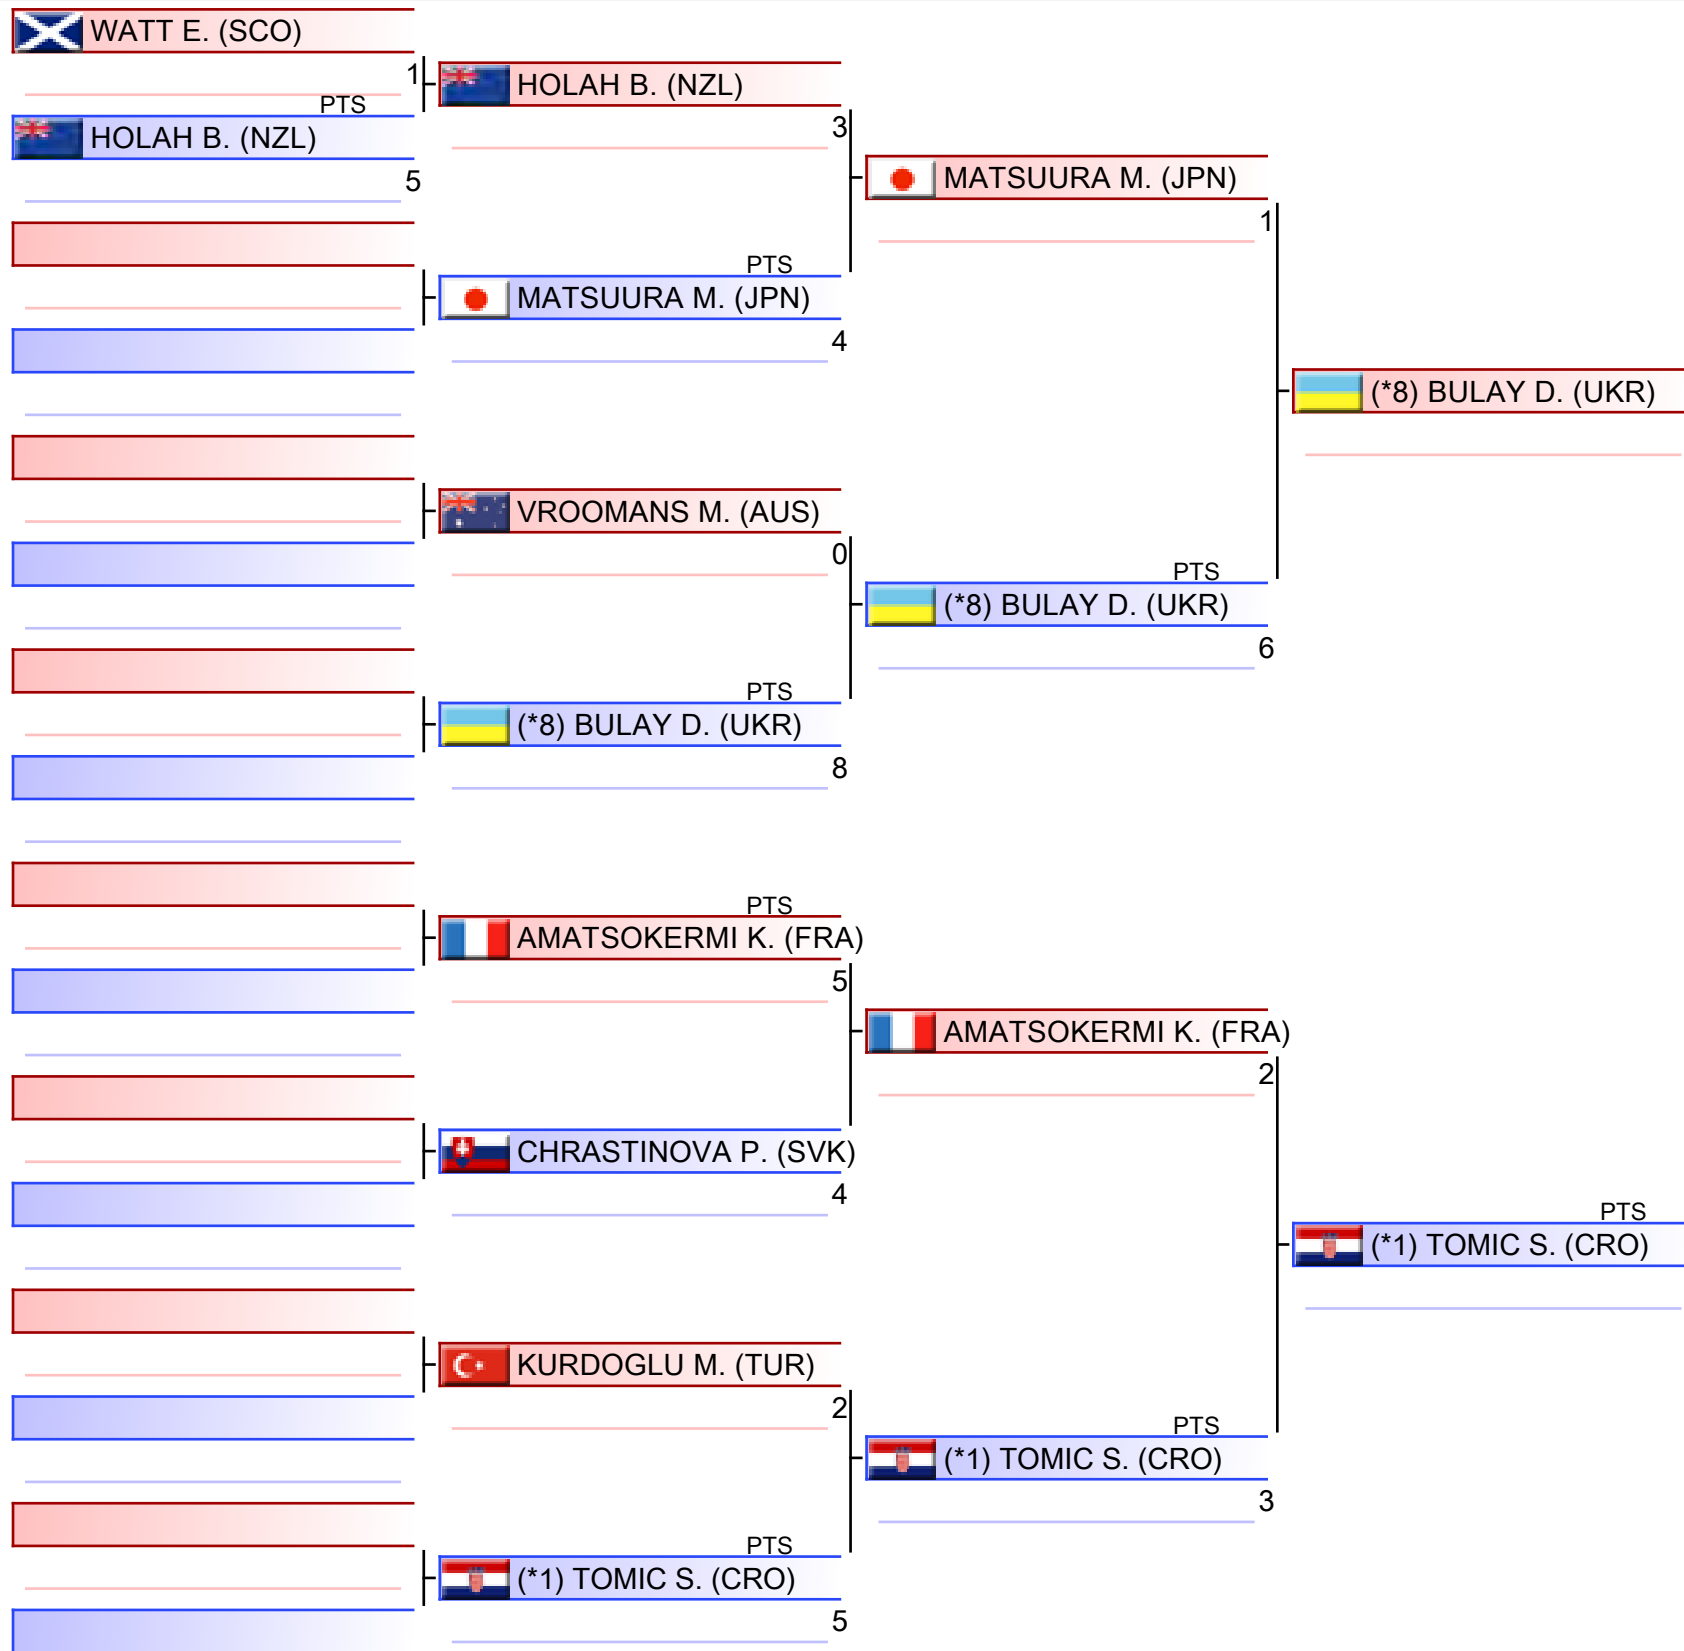 WATT E. (SCO)
1
PTS
HOLAH B. (NZL)
5
HOLAH B. (NZL)
3
PTS
MATSUURA M. (JPN)
4
VROOMANS M. (AUS)
0
PTS
(*8) BULAY D. (UKR)
8
PTS
AMATSOKERMI K. (FRA)
5
CHRASTINOVA P. (SVK)
4
KURDOGLU M. (TUR)
2
PTS
(*1) TOMIC S. (CRO)
5
MATSUURA M. (JPN)
1
PTS
(*8) BULAY D. (UKR)
6
AMATSOKERMI K. (FRA)
2
PTS
(*1) TOMIC S. (CRO)
3
(*8) BULAY D. (UKR)
PTS
(*1) TOMIC S. (CRO)